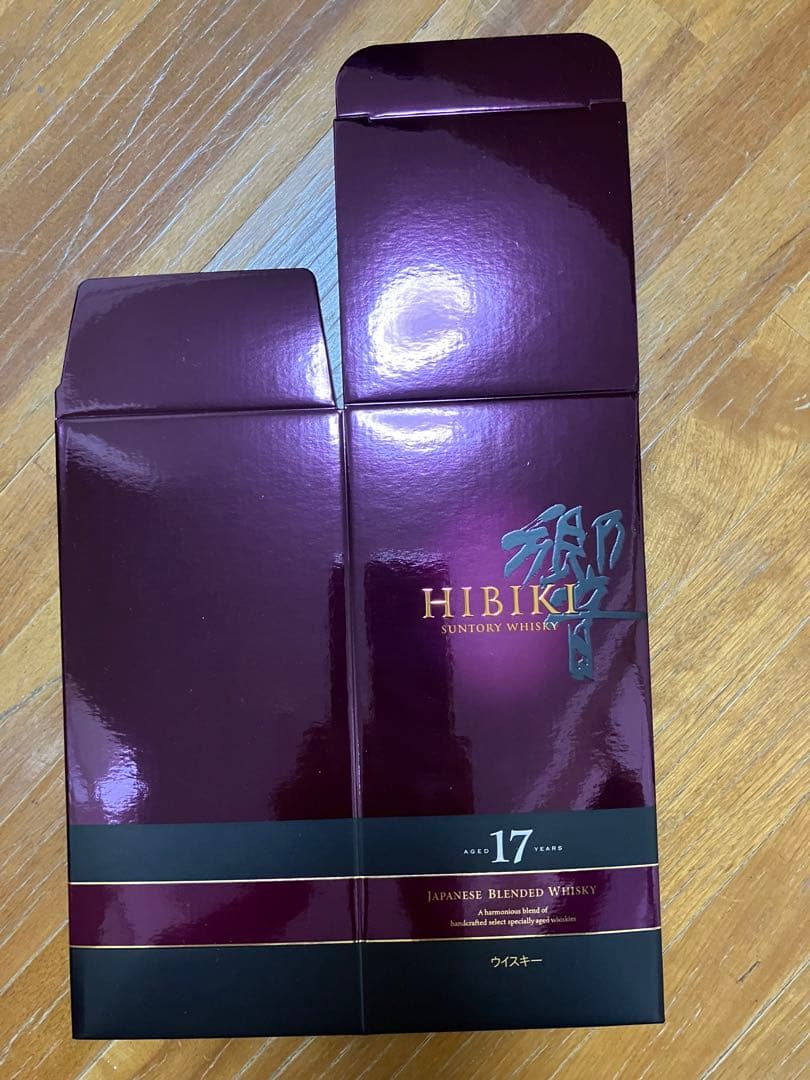 響
HIBIKI
SUNTORY WHISKY
AGED 17 YEARS
JAPANESE BLENDED WHISKY
A harmonious blend of
handcrafted select specially aged whiskies
ウイスキー